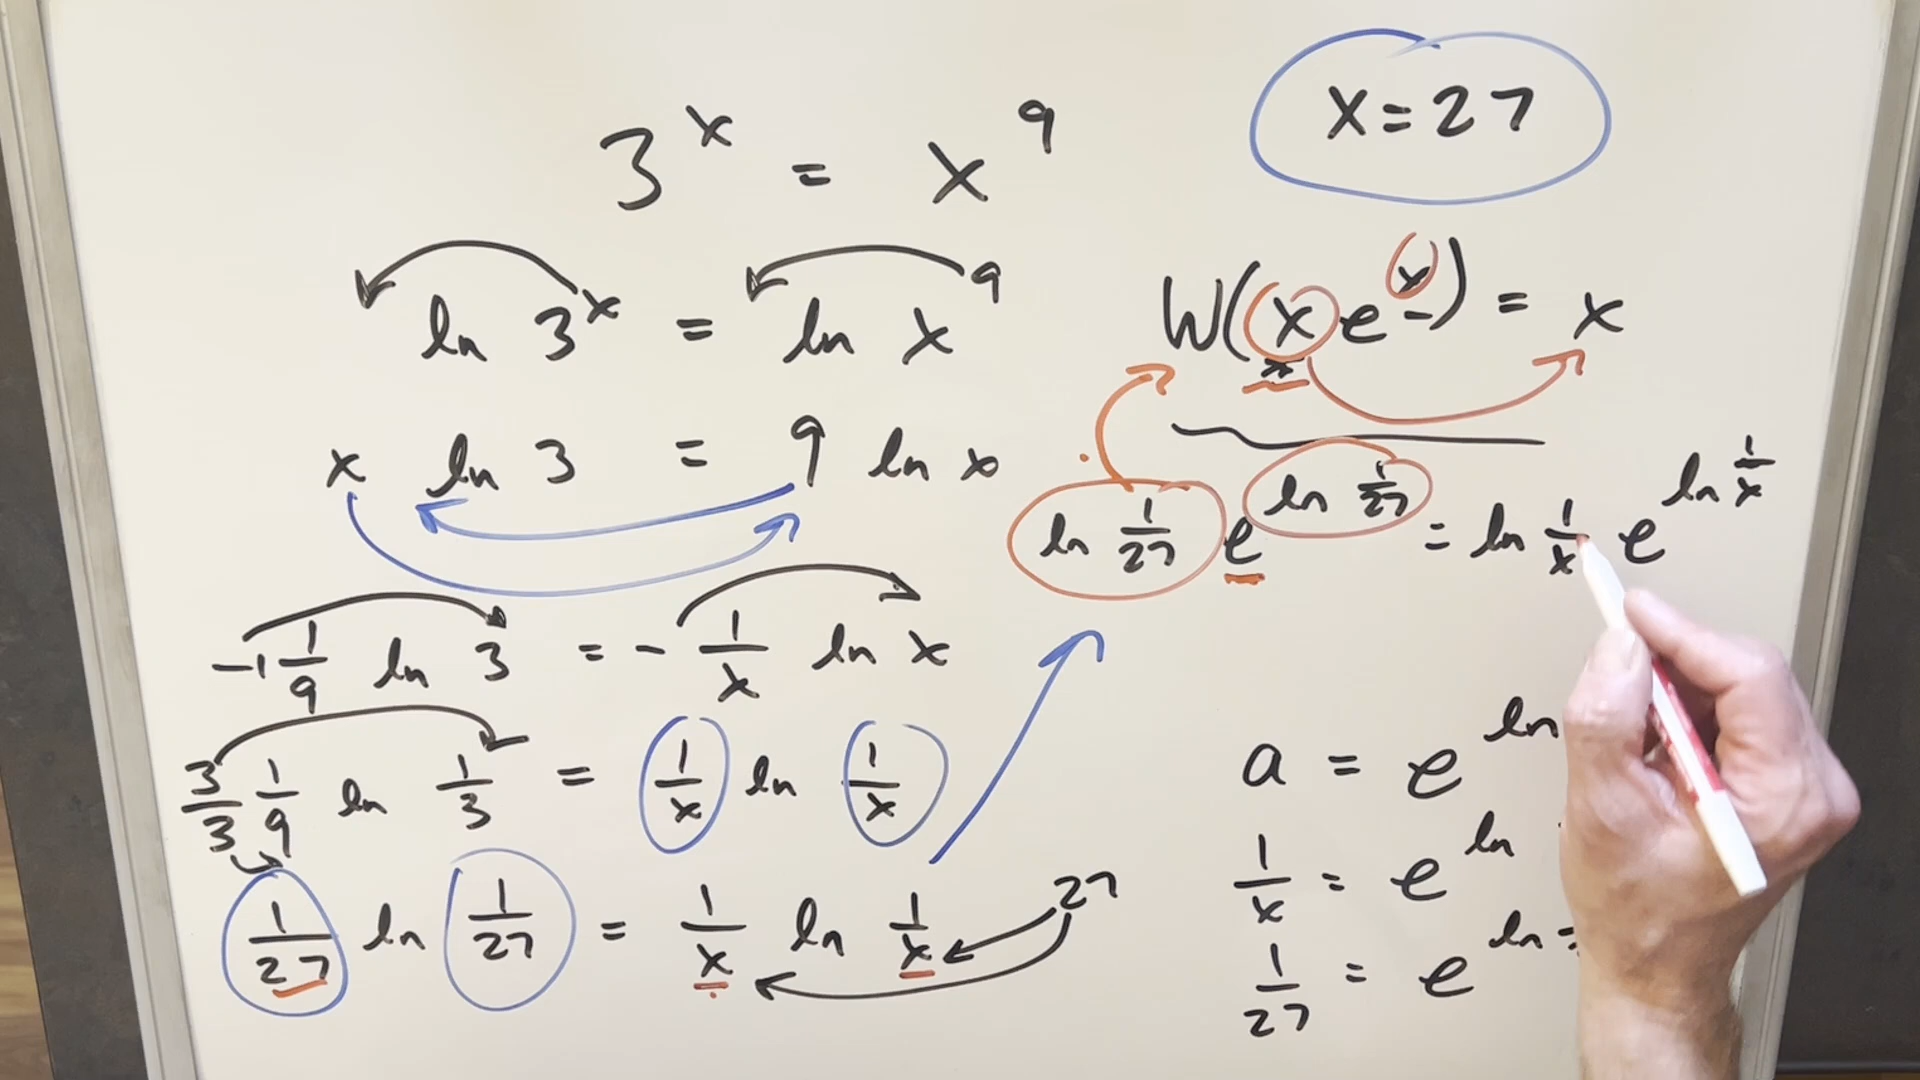 3^x = x^9
x = 27
ln 3^x = ln x^9
W(x e^x) = x
x ln 3 = 9 ln x
ln 1/27 e^(ln 1/27) = ln 1/x e^(ln 1/x)
-1 1/9 ln 3 = - 1/x ln x
3/3 1/9 ln 1/3 = 1/x ln 1/x
1/27 ln 1/27 = 1/x ln 1/x
27
a = e^ln
1/x = e^ln
1/27 = e^ln